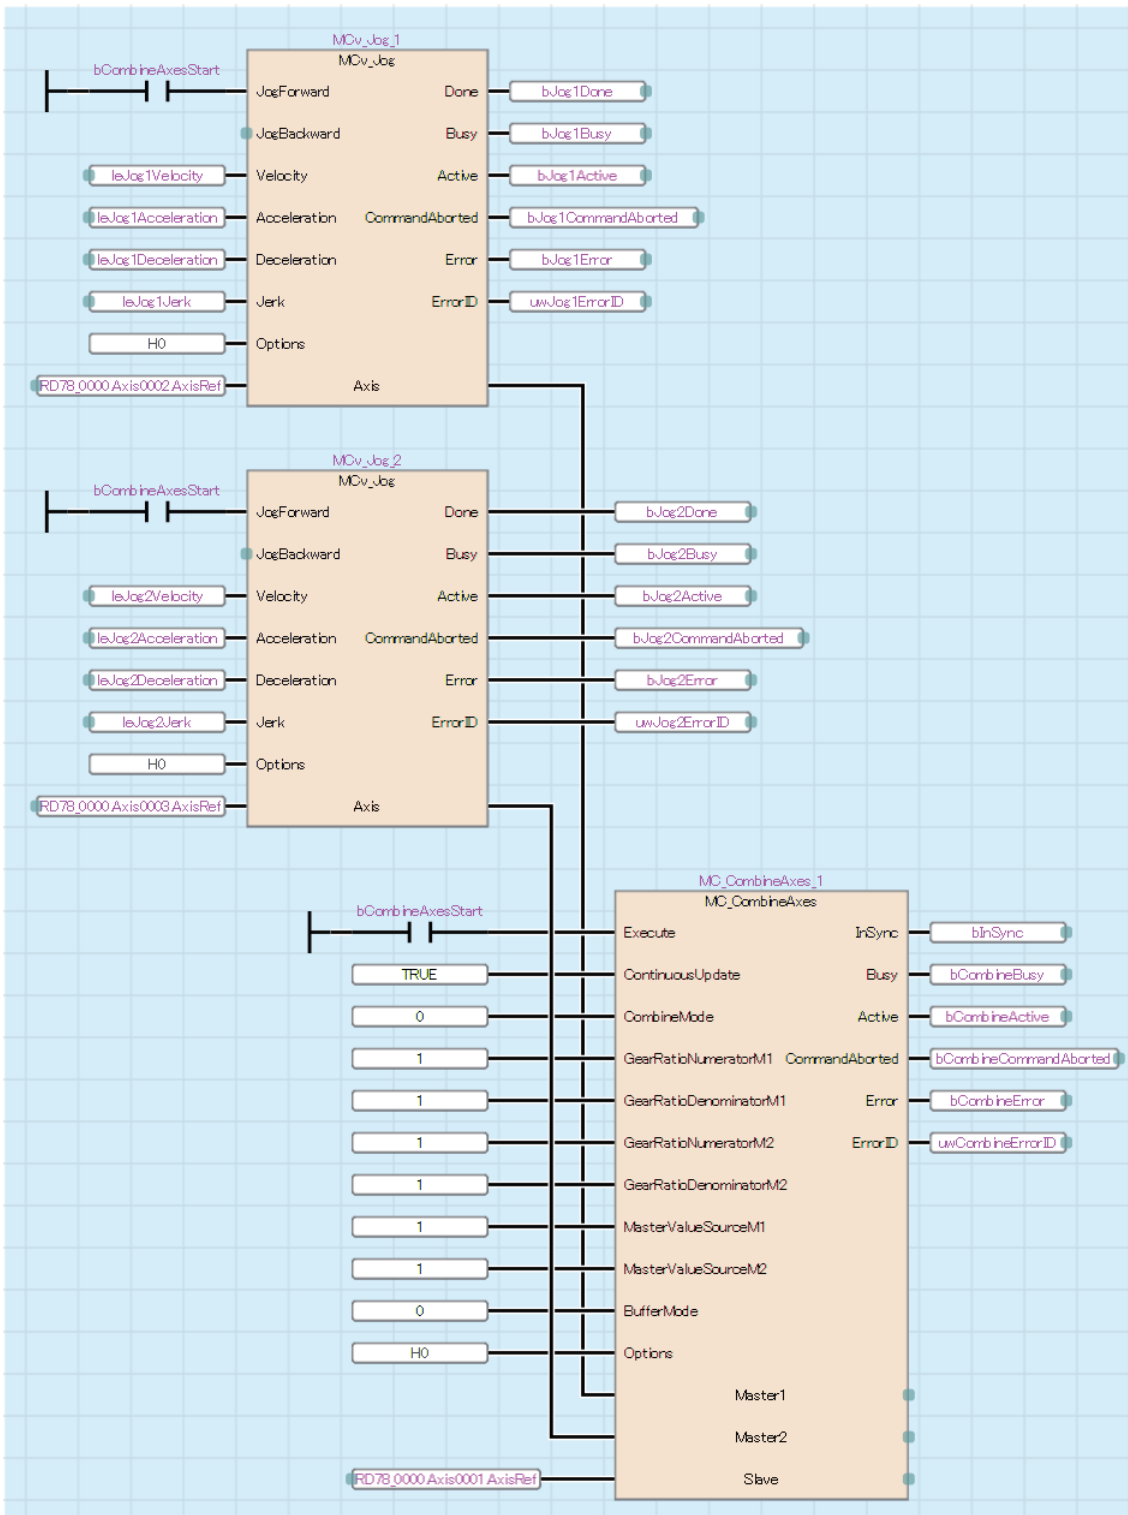 MCv_Jog_1
MCv_Jog
bCombineAxesStart
JogForward Done bJog1Done
JogBackward Busy bJog1Busy
leJog1Velocity Velocity Active bJog1Active
leJog1Acceleration Acceleration CommandAborted bJog1CommandAborted
leJog1Deceleration Deceleration Error bJog1Error
leJog1Jerk Jerk ErrorID uwJog1ErrorID
H0 Options
RD78_0000.Axis0002.AxisRef Axis
MCv_Jog_2
MCv_Jog
bCombineAxesStart
JogForward Done bJog2Done
JogBackward Busy bJog2Busy
leJog2Velocity Velocity Active bJog2Active
leJog2Acceleration Acceleration CommandAborted bJog2CommandAborted
leJog2Deceleration Deceleration Error bJog2Error
leJog2Jerk Jerk ErrorID uwJog2ErrorID
H0 Options
RD78_0000.Axis0003.AxisRef Axis
MC_CombineAxes_1
MC_CombineAxes
bCombineAxesStart
Execute InSync bInSync
TRUE ContinuousUpdate Busy bCombineBusy
0 CombineMode Active bCombineActive
1 GearRatioNumeratorM1 CommandAborted bCombineCommandAborted
1 GearRatioDenominatorM1 Error bCombineError
1 GearRatioNumeratorM2 ErrorID uwCombineErrorID
1 GearRatioDenominatorM2
1 MasterValueSourceM1
1 MasterValueSourceM2
0 BufferMode
H0 Options
Master1
Master2
RD78_0000.Axis0001.AxisRef Slave